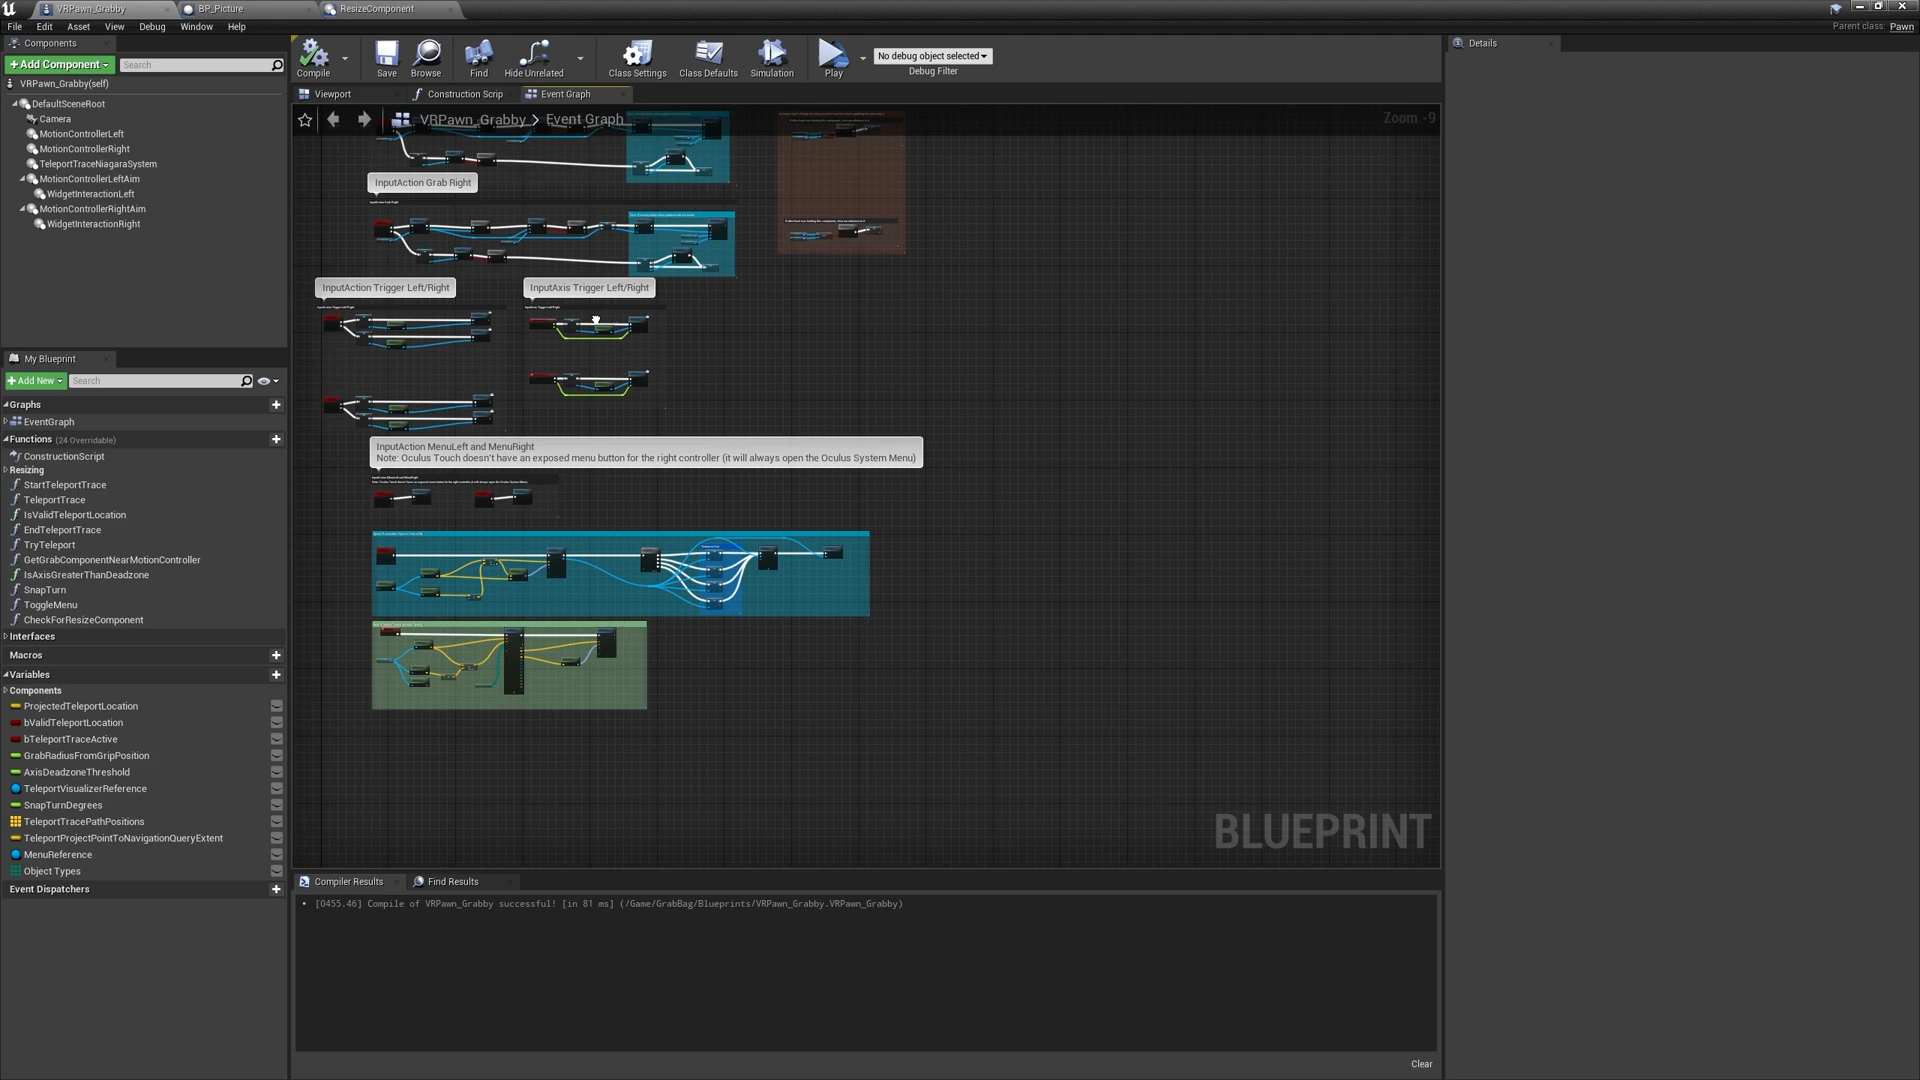 VRPawn_Grabby
BP_Picture
ResizeComponent
File Edit Asset View Debug Window Help
Parent class: Pawn
Components
+Add Component
Search
VRPawn_Grabby(self)
DefaultSceneRoot
Camera
MotionControllerLeft
MotionControllerRight
TeleportTraceNiagaraSystem
MotionControllerLeftAim
WidgetInteractionLeft
MotionControllerRightAim
WidgetInteractionRight
My Blueprint
+Add New
Search
Graphs
EventGraph
Functions (24 Overridable)
ConstructionScript
Resizing
StartTeleportTrace
TeleportTrace
IsValidTeleportLocation
EndTeleportTrace
TryTeleport
GetGrabComponentNearMotionController
IsAxisGreaterThanDeadzone
SnapTurn
ToggleMenu
CheckForResizeComponent
Interfaces
Macros
Variables
Components
ProjectedTeleportLocation
bValidTeleportLocation
bTeleportTraceActive
GrabRadiusFromGripPosition
AxisDeadzoneThreshold
TeleportVisualizerReference
SnapTurnDegrees
TeleportTracePathPositions
TeleportProjectPointToNavigationQueryExtent
MenuReference
Object Types
Event Dispatchers
Compile
Save
Browse
Find
Hide Unrelated
Class Settings
Class Defaults
Simulation
Play
No debug object selected
Debug Filter
Viewport
Construction Scrip
Event Graph
VRPawn_Grabby > Event Graph
Zoom -9
InputAction Grab Right
InputAction Trigger Left/Right
InputAxis Trigger Left/Right
InputAction MenuLeft and MenuRight
Note: Oculus Touch doesn't have an exposed menu button for the right controller (it will always open the Oculus System Menu)
BLUEPRINT
Compiler Results
Find Results
[0455.46] Compile of VRPawn_Grabby successful! [in 81 ms] (/Game/GrabBag/Blueprints/VRPawn_Grabby.VRPawn_Grabby)
Clear
Details